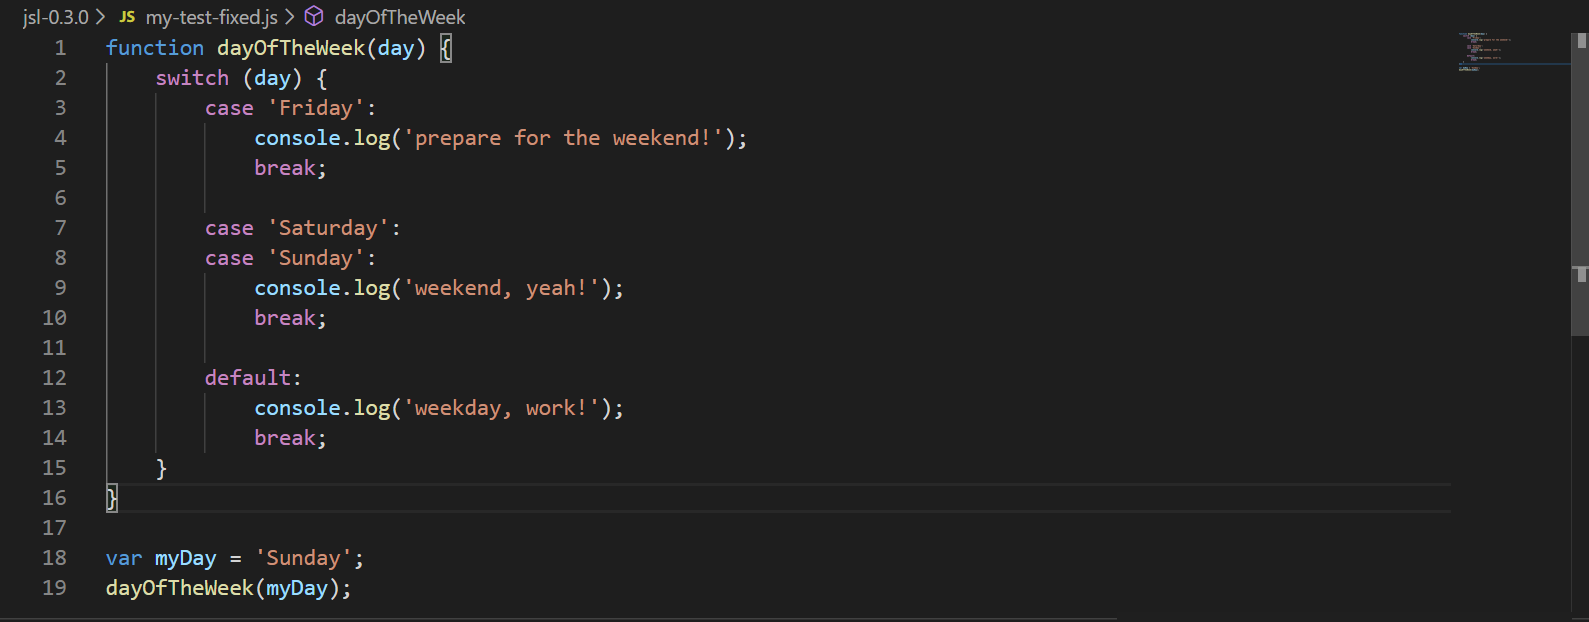 jsl-0.3.0 > JS my-test-fixed.js > dayOfTheWeek
1 function dayOfTheWeek(day) {
2     switch (day) {
3         case 'Friday':
4             console.log('prepare for the weekend!');
5             break;
6
7         case 'Saturday':
8         case 'Sunday':
9             console.log('weekend, yeah!');
10             break;
11
12         default:
13             console.log('weekday, work!');
14             break;
15     }
16 }
17
18 var myDay = 'Sunday';
19 dayOfTheWeek(myDay);